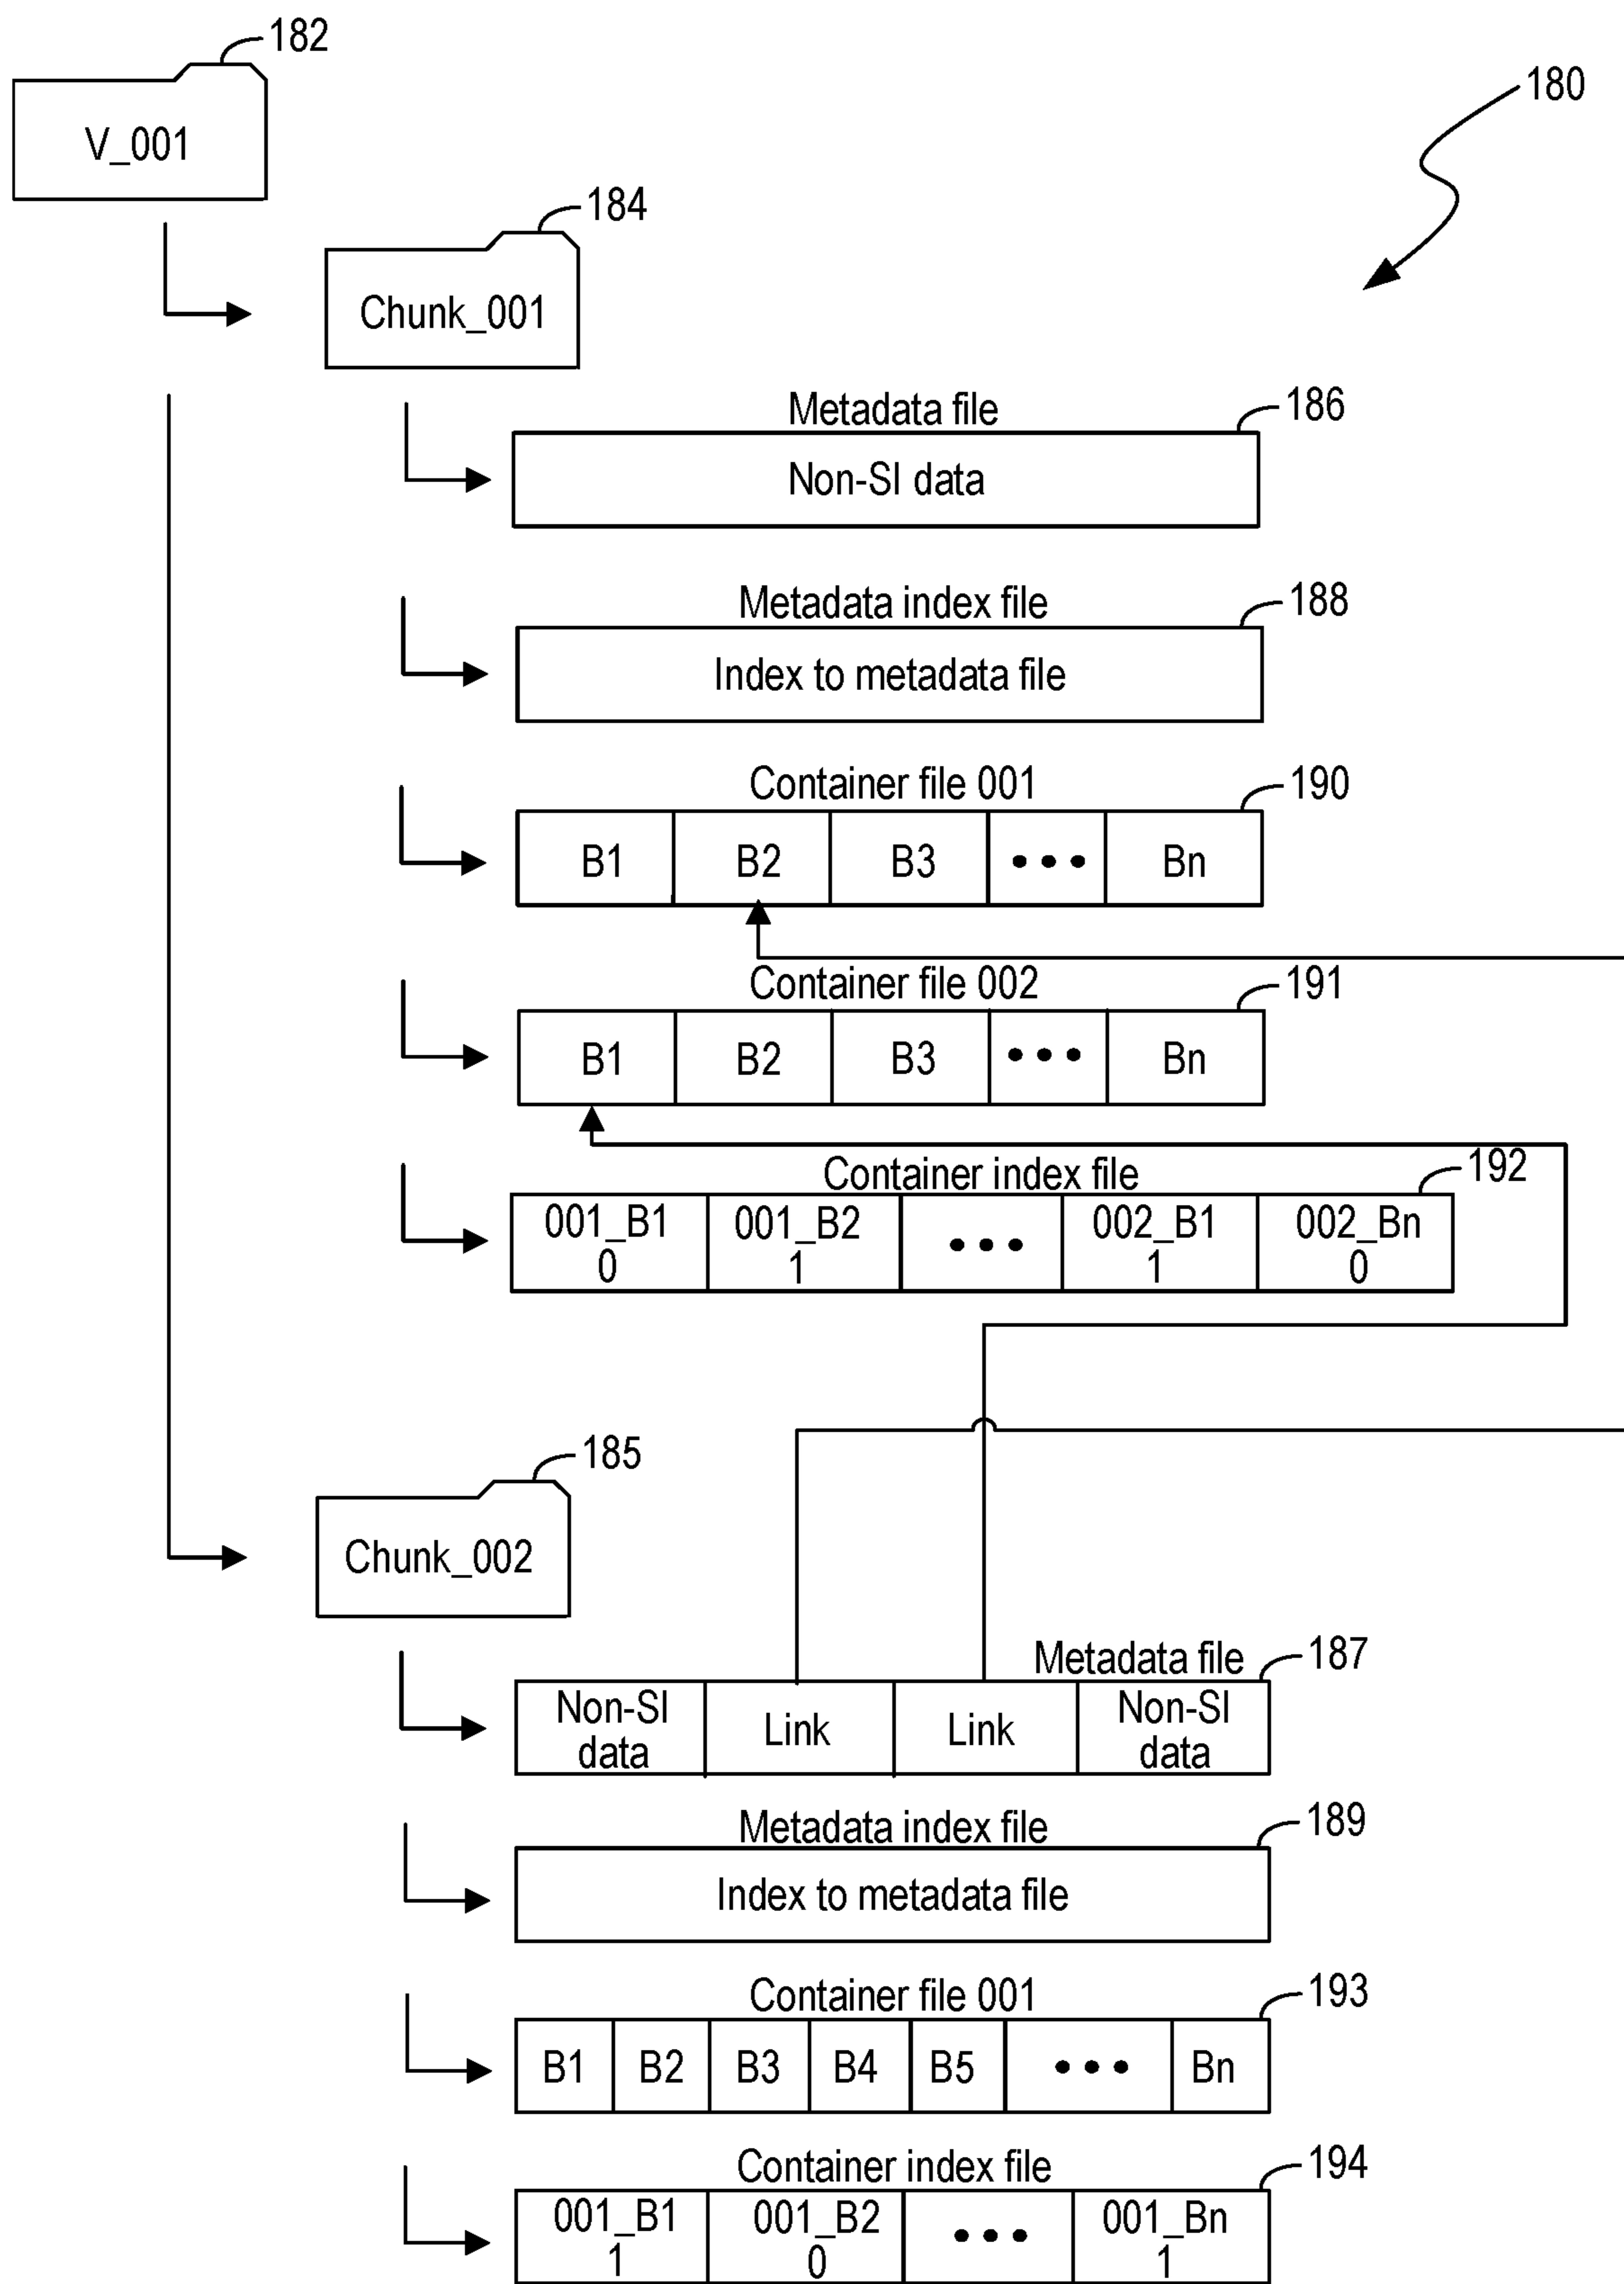 182
V_001
180
184
Chunk_001
Metadata file
186
Non-SI data
Metadata index file
188
Index to metadata file
Container file 001
190
B1 B2 B3 ••• Bn
Container file 002
191
B1 B2 B3 ••• Bn
Container index file
192
001_B1 001_B2 ••• 002_B1 002_Bn
0 1 1 0
185
Chunk_002
Metadata file
187
Non-SI Link Link Non-SI
data data
Metadata index file
189
Index to metadata file
Container file 001
193
B1 B2 B3 B4 B5 ••• Bn
Container index file
194
001_B1 001_B2 ••• 001_Bn
1 0 1